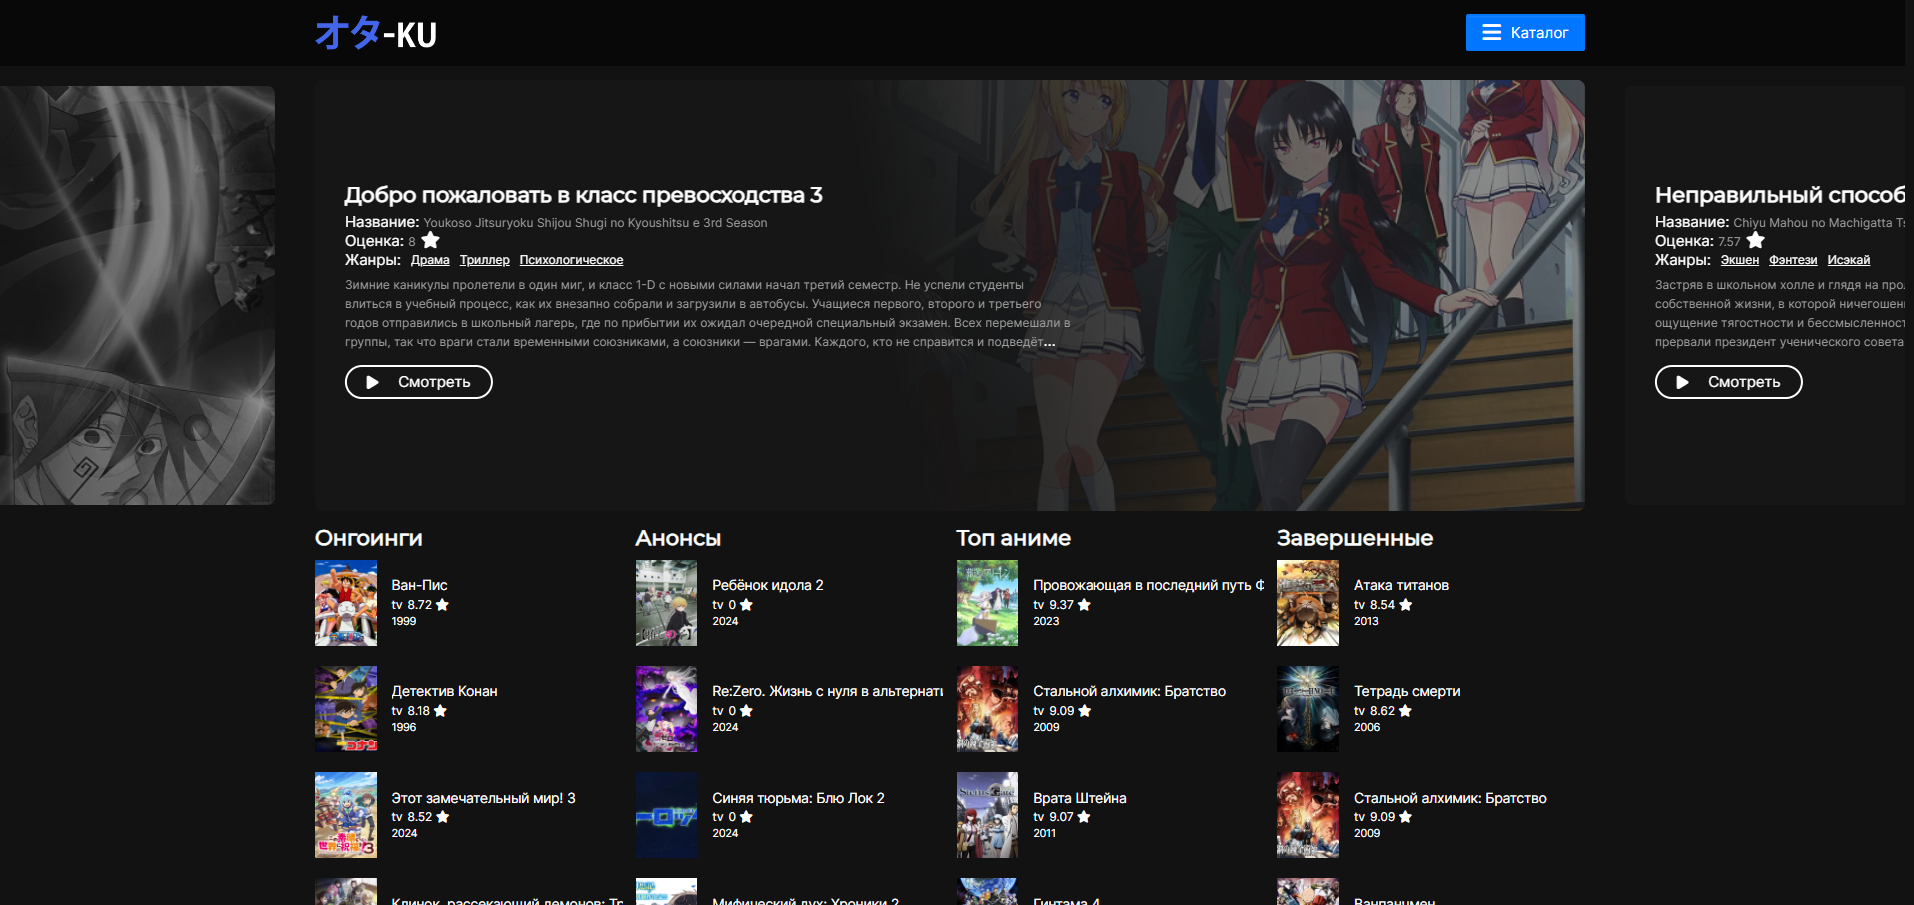 オタ-KU
Каталог
Добро пожаловать в класс превосходства 3
Название: Youkoso Jitsuryoku Shijou Shugi no Kyoushitsu e 3rd Season
Оценка: 8
Жанры: Драма Триллер Психологическое
Зимние каникулы пролетели в один миг, и класс 1-D с новыми силами начал третий семестр. Не успели студенты
влиться в учебный процесс, как их внезапно собрали и загрузили в автобусы. Учащиеся первого, второго и третьего
годов отправились в школьный лагерь, где по прибытии их ожидал очередной специальный экзамен. Всех перемешали в
группы, так что враги стали временными союзниками, а союзники — врагами. Каждого, кто не справится и подведёт...
Смотреть
Неправильный способ
Название: Chiyu Mahou no Machigatta
Оценка: 7.57
Жанры: Экшен Фэнтези Исэкай
Застряв в школьном холле и глядя на
собственной жизни, в которой
ощущение тягостности и
прервали президент ученического совета
Смотреть
Онгоинги
Ван-Пис
tv 8.72
1999
Детектив Конан
tv 8.18
1996
Этот замечательный мир! 3
tv 8.52
2024
Клинок, рассекающий демонов:
Анонсы
Ребёнок идола 2
tv 0
2024
Re:Zero. Жизнь с нуля в
tv 0
2024
Синяя тюрьма: Блю Лок 2
tv 0
2024
Мифический дух: Хроники 2
Топ аниме
Провожающая в последний путь
tv 9.37
2023
Стальной алхимик: Братство
tv 9.09
2009
Врата Штейна
tv 9.07
2011
Гинтама 4
Завершенные
Атака титанов
tv 8.54
2013
Тетрадь смерти
tv 8.62
2006
Стальной алхимик: Братство
tv 9.09
2009
Ванпанчмен